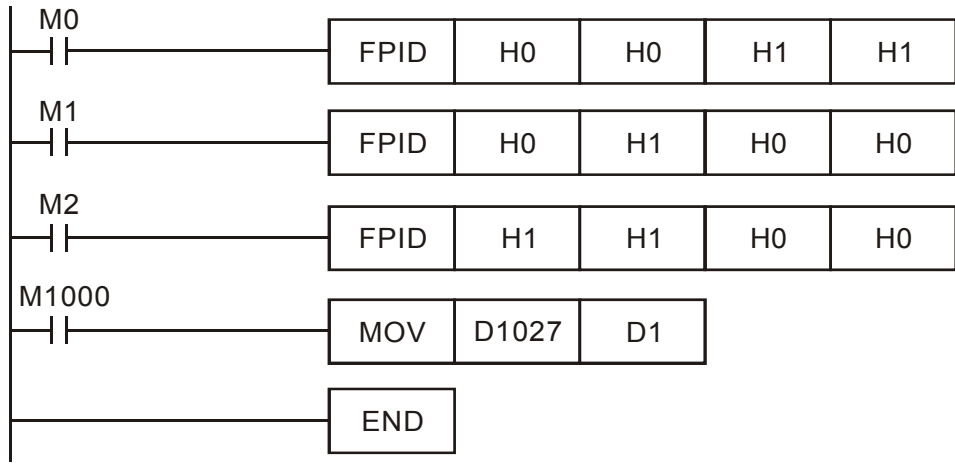 M0
FPID H0 H0 H1 H1
M1
FPID H0 H1 H0 H0
M2
FPID H1 H1 H0 H0
M1000
MOV D1027 D1
END